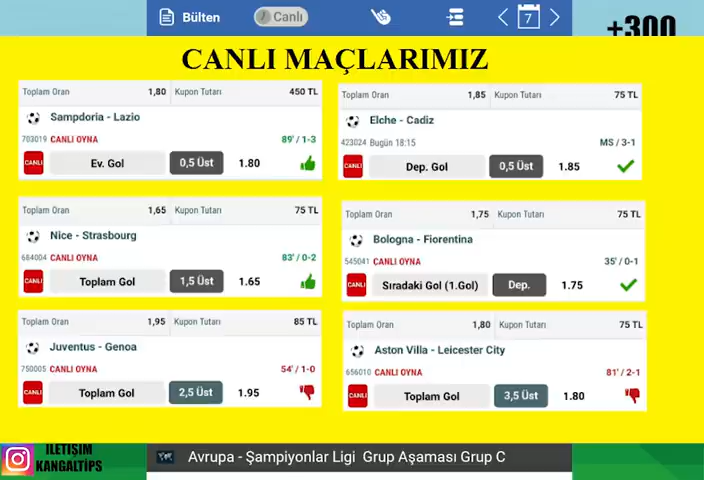 Bülten
Canlı
7
+300
CANLI MAÇLARIMIZ
Toplam Oran 1,80 Kupon Tutarı 450 TL
Sampdoria - Lazio
703019 CANLI OYNA 89' / 1-3
CANLI Ev. Gol 0,5 Üst 1.80
Toplam Oran 1,85 Kupon Tutarı 75 TL
Elche - Cadiz
423024 Bugün 18:15 MS / 3-1
CANLI Dep. Gol 0,5 Üst 1.85
Toplam Oran 1,65 Kupon Tutarı 75 TL
Nice - Strasbourg
684004 CANLI OYNA 83' / 0-2
CANLI Toplam Gol 1,5 Üst 1.65
Toplam Oran 1,75 Kupon Tutarı 75 TL
Bologna - Fiorentina
545041 CANLI OYNA 35' / 0-1
CANLI Sıradaki Gol (1.Gol) Dep. 1.75
Toplam Oran 1,95 Kupon Tutarı 85 TL
Juventus - Genoa
750005 CANLI OYNA 54' / 1-0
CANLI Toplam Gol 2,5 Üst 1.95
Toplam Oran 1,80 Kupon Tutarı 75 TL
Aston Villa - Leicester City
656010 CANLI OYNA 81' / 2-1
CANLI Toplam Gol 3,5 Üst 1.80
İLETİŞİM
KANGALTİPS
Avrupa - Şampiyonlar Ligi Grup Aşaması Grup C